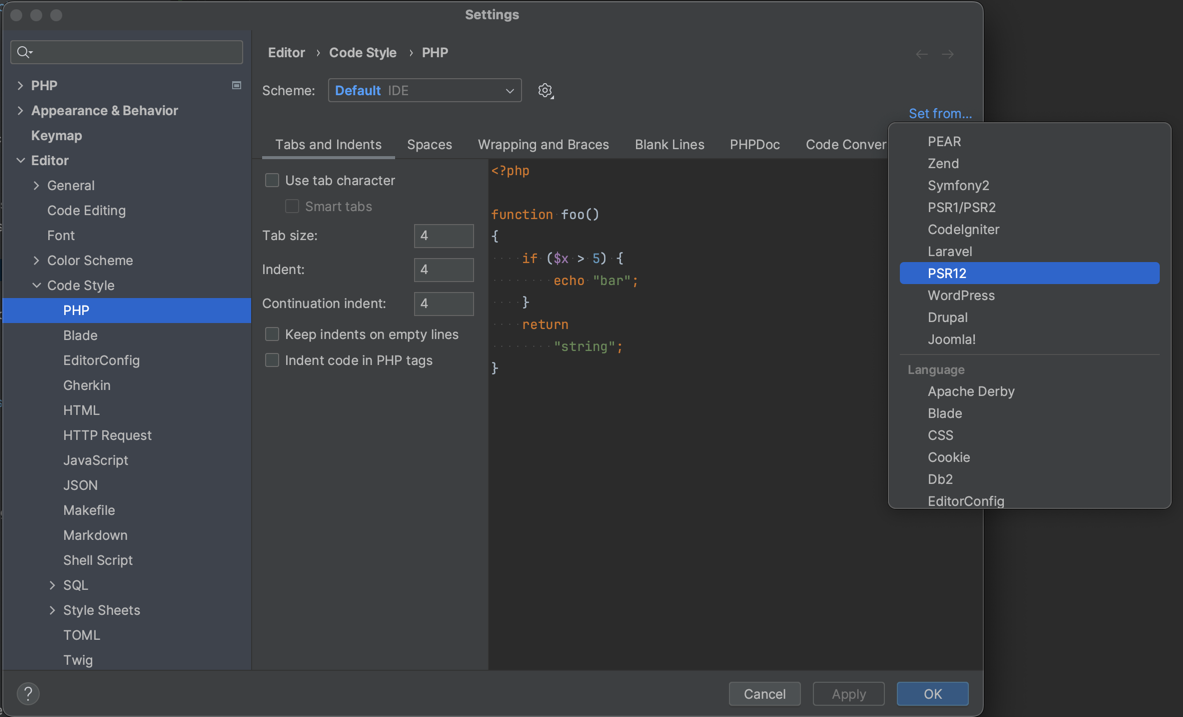 Settings
Editor › Code Style › PHP
Scheme: Default IDE
Set from...
PHP
Appearance & Behavior
Keymap
Editor
General
Code Editing
Font
Color Scheme
Code Style
PHP
Blade
EditorConfig
Gherkin
HTML
HTTP Request
JavaScript
JSON
Makefile
Markdown
Shell Script
SQL
Style Sheets
TOML
Twig
Tabs and Indents Spaces Wrapping and Braces Blank Lines PHPDoc Code Conver
Use tab character
Smart tabs
Tab size: 4
Indent: 4
Continuation indent: 4
Keep indents on empty lines
Indent code in PHP tags
<?php
function foo()
{
    if ($x > 5) {
        echo "bar";
    }
    return
        "string";
}
PEAR
Zend
Symfony2
PSR1/PSR2
CodeIgniter
Laravel
PSR12
WordPress
Drupal
Joomla!
Language
Apache Derby
Blade
CSS
Cookie
Db2
EditorConfig
? Cancel Apply OK